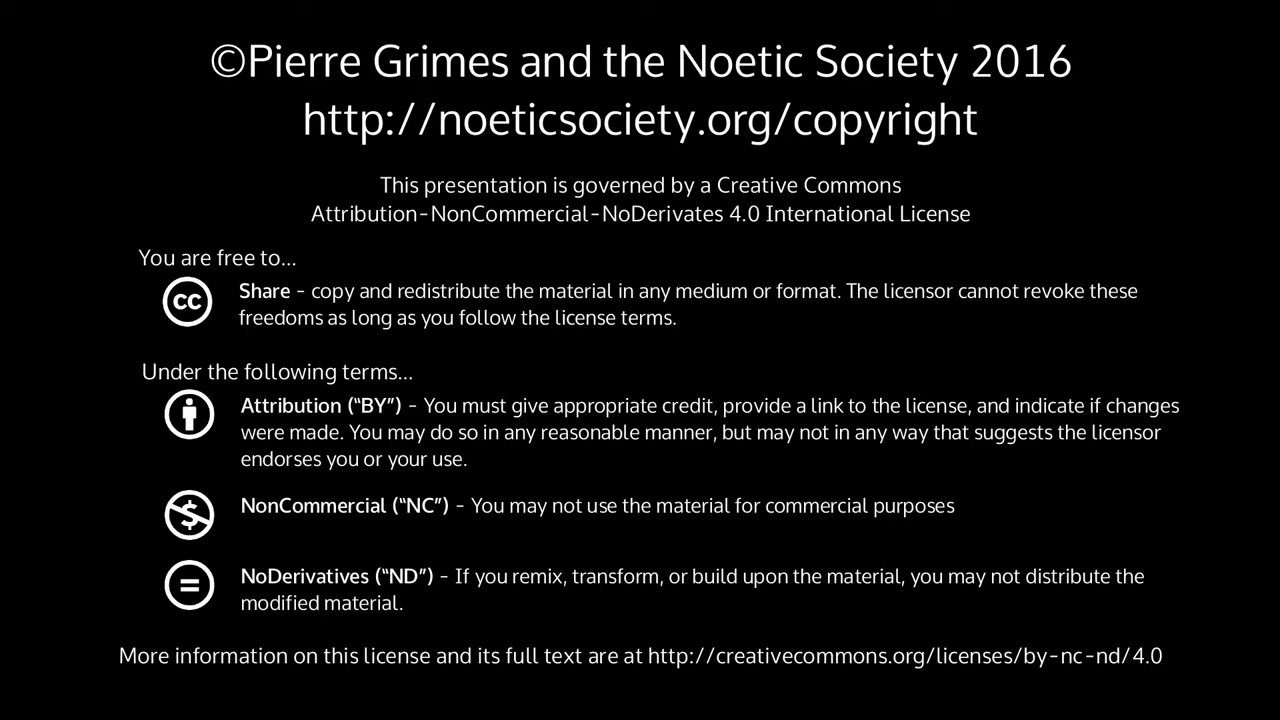 ©Pierre Grimes and the Noetic Society 2016
http://noeticsociety.org/copyright
This presentation is governed by a Creative Commons
Attribution-NonCommercial-NoDerivates 4.0 International License
You are free to...
cc
Share - copy and redistribute the material in any medium or format. The licensor cannot revoke these
freedoms as long as you follow the license terms.
Under the following terms...
Attribution (“BY”) - You must give appropriate credit, provide a link to the license, and indicate if changes
were made. You may do so in any reasonable manner, but may not in any way that suggests the licensor
endorses you or your use.
NonCommercial (“NC”) - You may not use the material for commercial purposes
NoDerivatives (“ND”) - If you remix, transform, or build upon the material, you may not distribute the
modified material.
More information on this license and its full text are at http://creativecommons.org/licenses/by-nc-nd/4.0